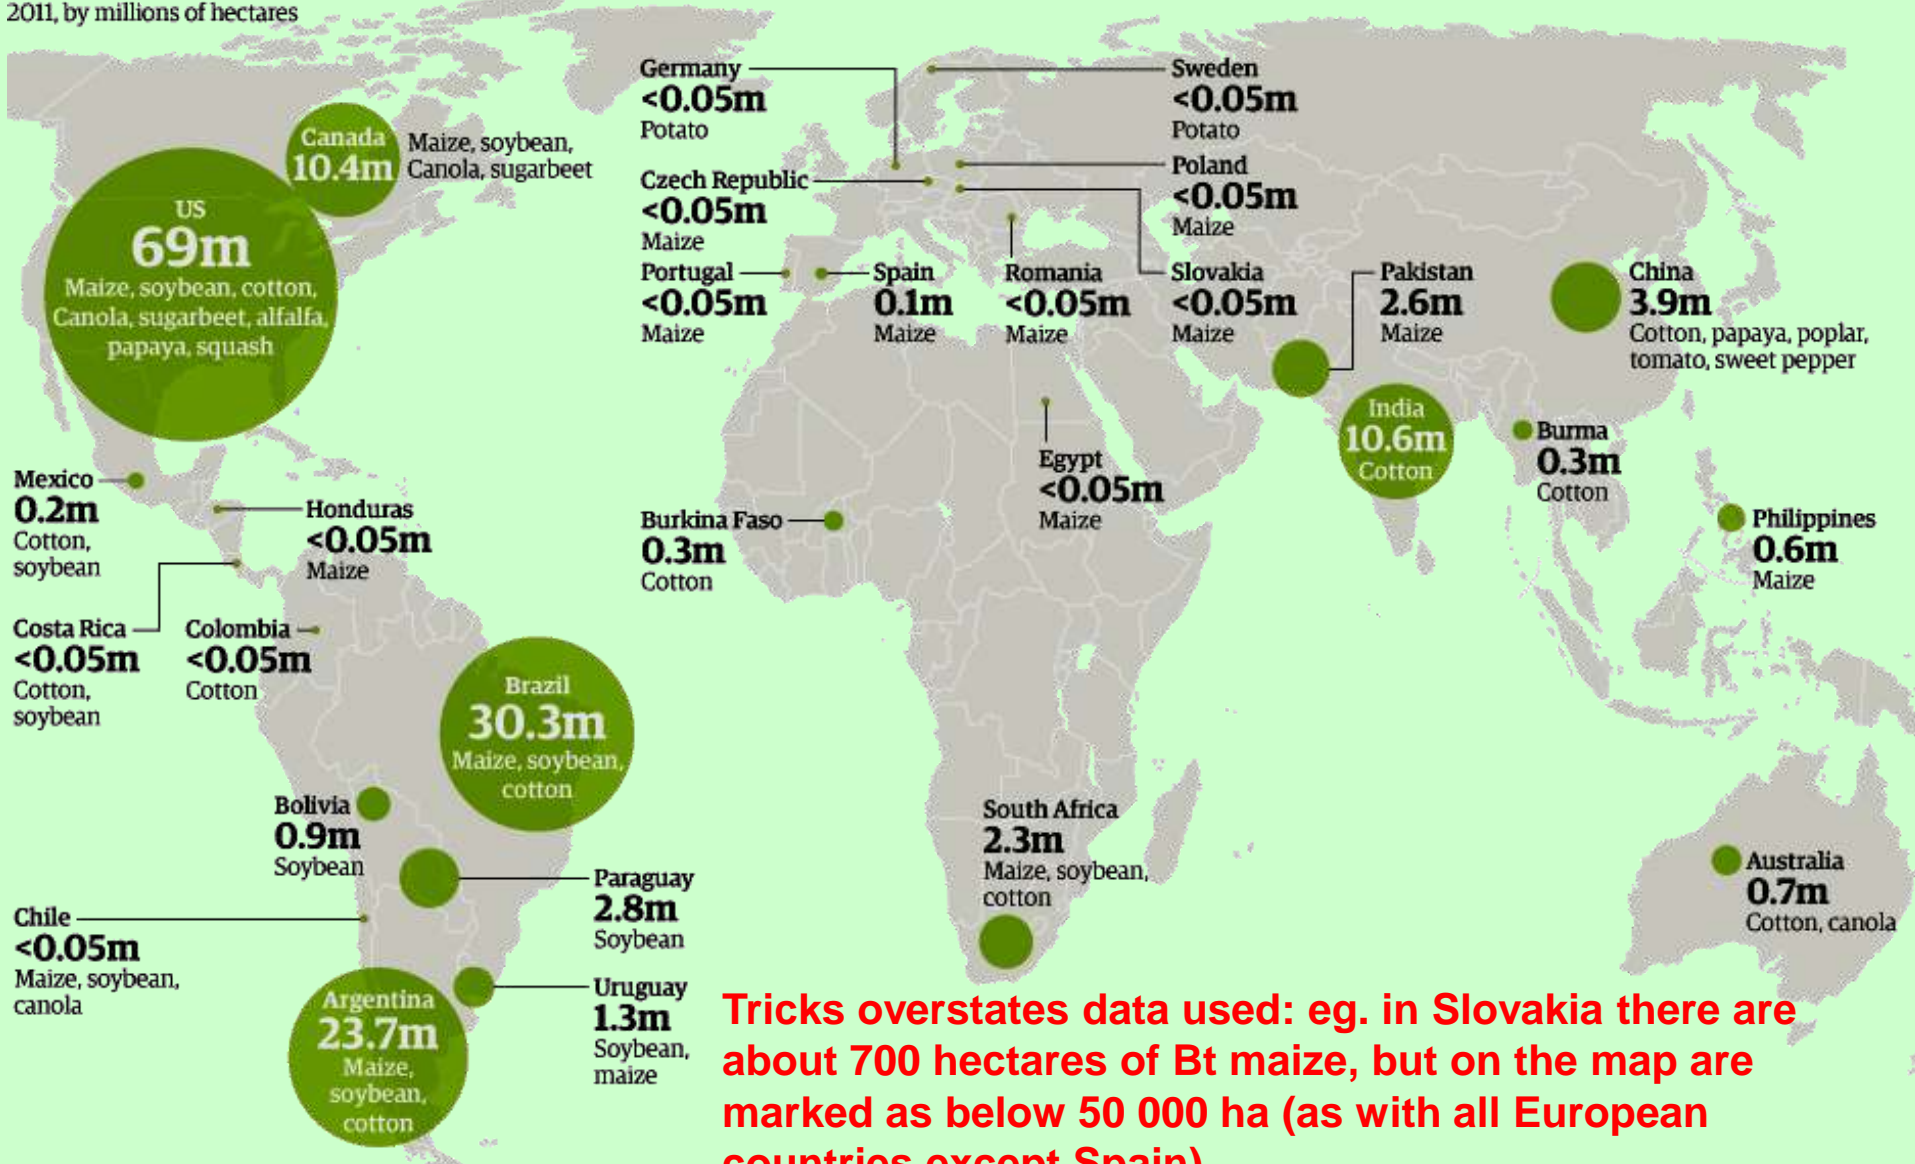 2011, by millions of hectares
Canada
10.4m
Maize, soybean,
Canola, sugarbeet
US
69m
Maize, soybean, cotton,
Canola, sugarbeet, alfalfa,
papaya, squash
Germany
<0.05m
Potato
Sweden
<0.05m
Potato
Czech Republic
<0.05m
Maize
Poland
<0.05m
Maize
Portugal
<0.05m
Maize
Spain
0.1m
Maize
Romania
<0.05m
Maize
Slovakia
<0.05m
Maize
Pakistan
2.6m
Maize
China
3.9m
Cotton, papaya, poplar,
tomato, sweet pepper
India
10.6m
Cotton
Burma
0.3m
Cotton
Egypt
<0.05m
Maize
Mexico
0.2m
Cotton,
soybean
Honduras
<0.05m
Maize
Burkina Faso
0.3m
Cotton
Philippines
0.6m
Maize
Costa Rica
<0.05m
Cotton,
soybean
Colombia
<0.05m
Cotton
Brazil
30.3m
Maize, soybean,
cotton
Bolivia
0.9m
Soybean
Paraguay
2.8m
Soybean
South Africa
2.3m
Maize, soybean,
cotton
Australia
0.7m
Cotton, canola
Chile
<0.05m
Maize, soybean,
canola
Argentina
23.7m
Maize,
soybean,
cotton
Uruguay
1.3m
Soybean,
maize
Tricks overstates data used: eg. in Slovakia there are
about 700 hectares of Bt maize, but on the map are
marked as below 50 000 ha (as with all European
countries except Spain)